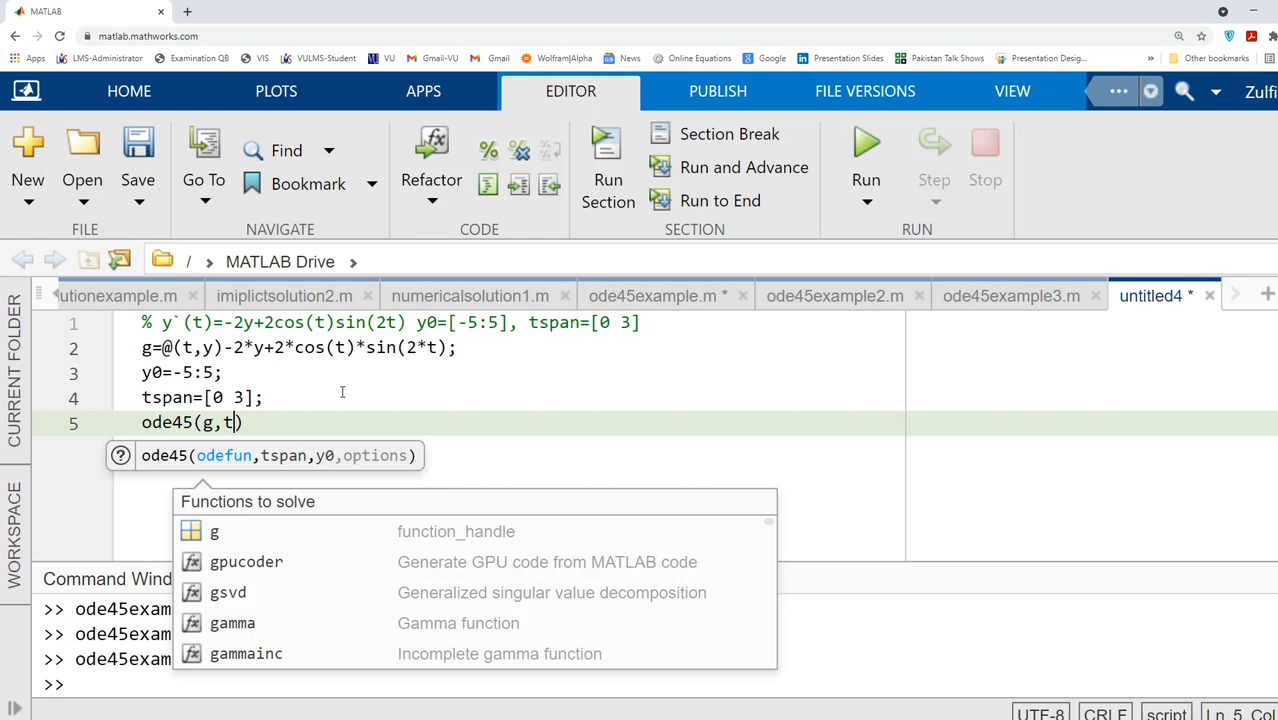 MATLAB
matlab.mathworks.com
Apps LMS-Administrator Examination QB VIS VULMS-Student VU Gmail-VU Gmail Wolfram|Alpha News Online Equations Google Presentation Slides Pakistan Talk Shows Presentation Desig... » Other bookmarks
HOME PLOTS APPS EDITOR PUBLISH FILE VERSIONS VIEW Zulfi
New Open Save Go To Find Bookmark Refactor Run Section Section Break Run and Advance Run to End Run Step Stop
FILE NAVIGATE CODE SECTION RUN
/ MATLAB Drive
utionexample.m imiplictsolution2.m numericalsolution1.m ode45example.m * ode45example2.m ode45example3.m untitled4 *
CURRENT FOLDER
WORKSPACE
1 % y`(t)=-2y+2cos(t)sin(2t) y0=[-5:5], tspan=[0 3]
2 g=@(t,y)-2*y+2*cos(t)*sin(2*t);
3 y0=-5:5;
4 tspan=[0 3];
5 ode45(g,t)
? ode45(odefun,tspan,y0,options)
Functions to solve
g function_handle
gpucoder Generate GPU code from MATLAB code
gsvd Generalized singular value decomposition
gamma Gamma function
gammainc Incomplete gamma function
Command Wind
>> ode45exam
>> ode45exam
>> ode45exam
>>
UTF-8 CRLF script Ln 5 Col